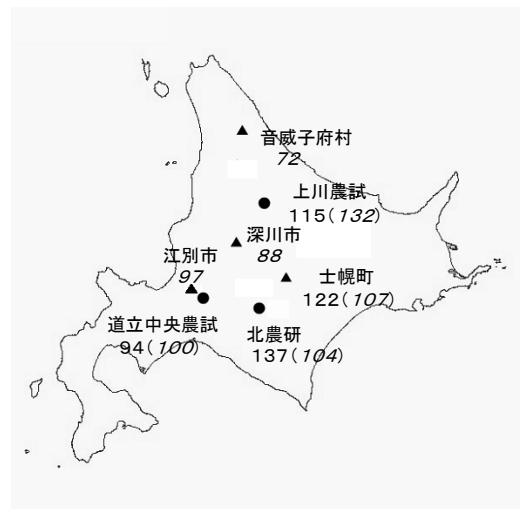 音威子府村
72
上川農試
115(132)
深川市
88
江別市
97
士幌町
122(107)
道立中央農試
94(100)
北農研
137(104)